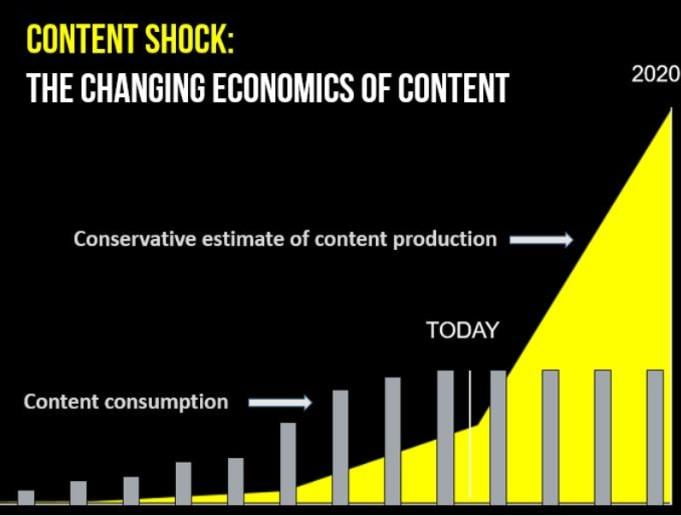 CONTENT SHOCK:
THE CHANGING ECONOMICS OF CONTENT
2020
Conservative estimate of content production
TODAY
Content consumption